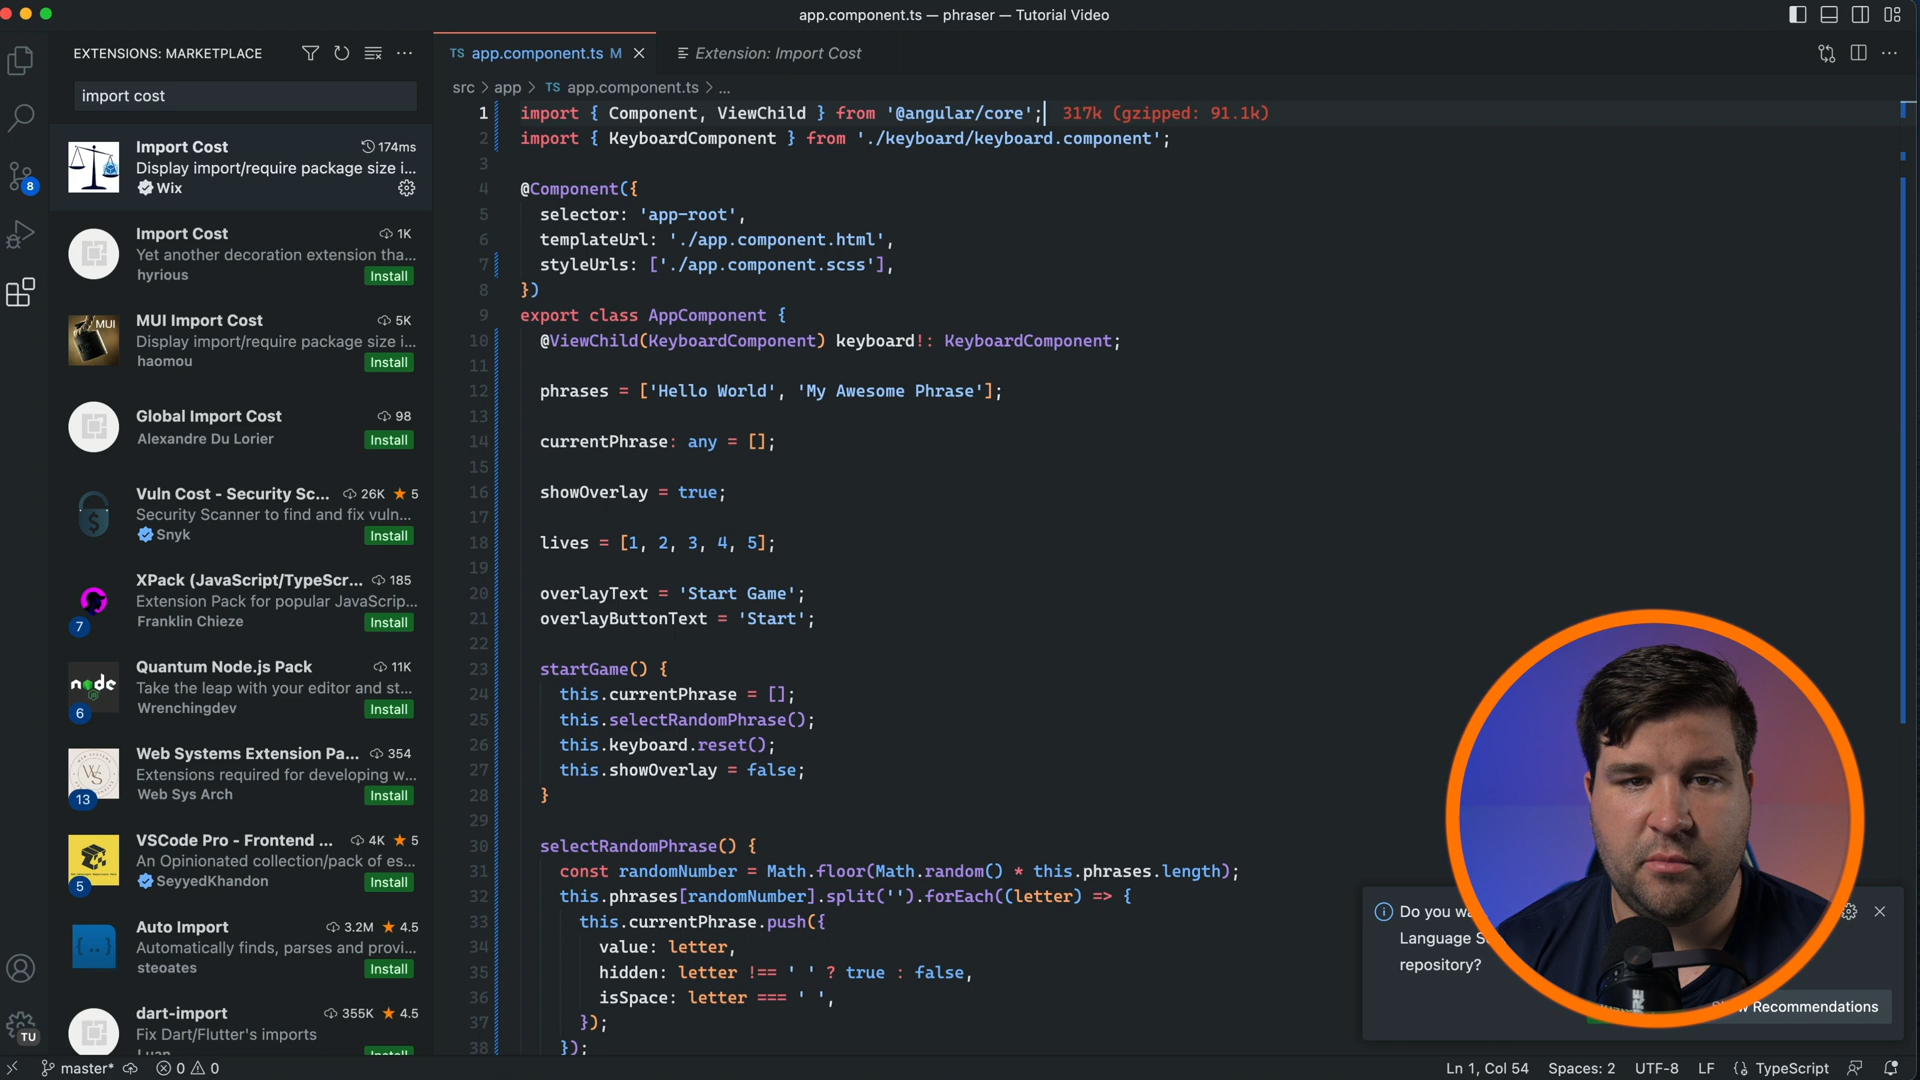 app.component.ts — phraser — Tutorial Video
EXTENSIONS: MARKETPLACE
import cost
Import Cost 174ms
Display import/require package size i...
Wix
Import Cost 1K
Yet another decoration extension tha...
hyrious Install
MUI Import Cost 5K
MUI
Display import/require package size i...
haomou Install
Global Import Cost 98
Alexandre Du Lorier Install
Vuln Cost - Security Sc... 26K ★ 5
Security Scanner to find and fix vuln...
Snyk Install
XPack (JavaScript/TypeScr... 185
Extension Pack for popular JavaScrip...
Franklin Chieze Install
7
Quantum Node.js Pack 11K
Take the leap with your editor and st...
Wrenchingdev Install
node
6
Web Systems Extension Pa... 354
Extensions required for developing w...
Web Sys Arch Install
13
VSCode Pro - Frontend ... 4K ★ 5
An Opinionated collection/pack of es...
SeyyedKhandon Install
5
Auto Import 3.2M ★ 4.5
Automatically finds, parses and provi...
steoates Install
dart-import 355K ★ 4.5
Fix Dart/Flutter's imports
8
TU
TS app.component.ts M
Extension: Import Cost
src > app > TS app.component.ts > ...
1 import { Component, ViewChild } from '@angular/core'; 317k (gzipped: 91.1k)
2 import { KeyboardComponent } from './keyboard/keyboard.component';
3
4 @Component({
5 selector: 'app-root',
6 templateUrl: './app.component.html',
7 styleUrls: ['./app.component.scss'],
8 })
9 export class AppComponent {
10 @ViewChild(KeyboardComponent) keyboard!: KeyboardComponent;
11
12 phrases = ['Hello World', 'My Awesome Phrase'];
13
14 currentPhrase: any = [];
15
16 showOverlay = true;
17
18 lives = [1, 2, 3, 4, 5];
19
20 overlayText = 'Start Game';
21 overlayButtonText = 'Start';
22
23 startGame() {
24 this.currentPhrase = [];
25 this.selectRandomPhrase();
26 this.keyboard.reset();
27 this.showOverlay = false;
28 }
29
30 selectRandomPhrase() {
31 const randomNumber = Math.floor(Math.random() * this.phrases.length);
32 this.phrases[randomNumber].split('').forEach((letter) => {
33 this.currentPhrase.push({
34 value: letter,
35 hidden: letter !== ' ' ? true : false,
36 isSpace: letter === ' ',
37 });
38 });
Do you
Language
repository?
Recommendations
master* 0 0
Ln 1, Col 54 Spaces: 2 UTF-8 LF {} TypeScript